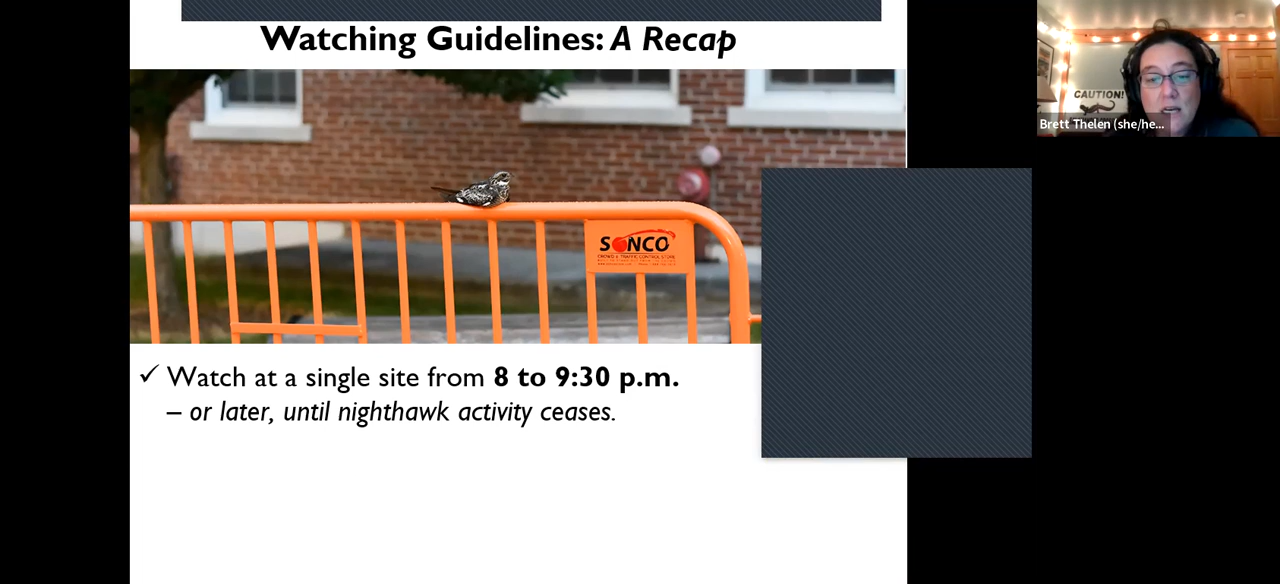 Watching Guidelines: A Recap
CAUTION!
Brett Thelen (she/he...
SONCO
CROWD & TRAFFIC CONTROL STORE
✓ Watch at a single site from 8 to 9:30 p.m.
– or later, until nighthawk activity ceases.